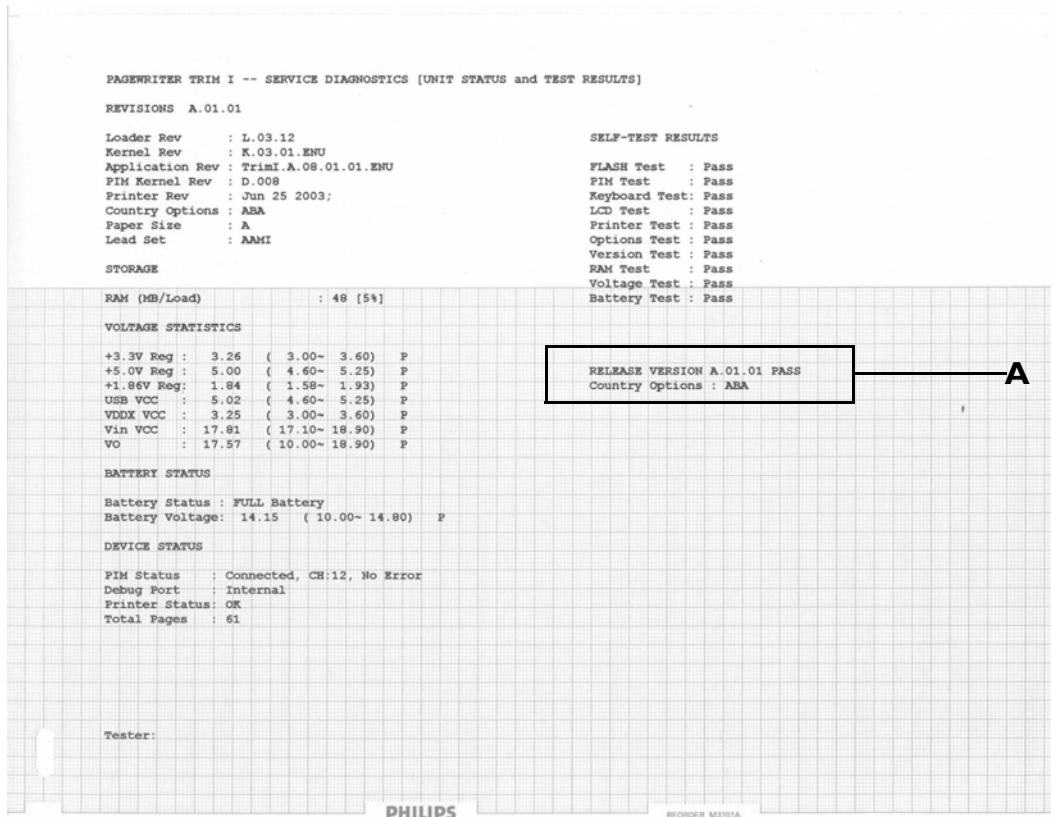 PAGEWRITER TRIM I -- SERVICE DIAGNOSTICS [UNIT STATUS and TEST RESULTS]
REVISIONS A.01.01
Loader Rev : L.03.12
Kernel Rev : K.03.01.ENU
Application Rev : TrimI.A.08.01.01.ENU
PIM Kernel Rev : D.008
Printer Rev : Jun 25 2003;
Country Options : ABA
Paper Size : A
Lead Set : AAMI
STORAGE
RAM (MB/Load) : 48 [5%]
VOLTAGE STATISTICS
+3.3V Reg : 3.26 ( 3.00~ 3.60) P
+5.0V Reg : 5.00 ( 4.60~ 5.25) P
+1.86V Reg: 1.84 ( 1.58~ 1.93) P
USB VCC : 5.02 ( 4.60~ 5.25) P
VDDX VCC : 3.25 ( 3.00~ 3.60) P
Vin VCC : 17.81 ( 17.10~ 18.90) P
VO : 17.57 ( 10.00~ 18.90) P
BATTERY STATUS
Battery Status : FULL Battery
Battery Voltage: 14.15 ( 10.00~ 14.80) P
DEVICE STATUS
PIM Status : Connected, CH:12, No Error
Debug Port : Internal
Printer Status: OK
Total Pages : 61
Tester:
SELF-TEST RESULTS
FLASH Test : Pass
PIM Test : Pass
Keyboard Test: Pass
LCD Test : Pass
Printer Test : Pass
Options Test : Pass
Version Test : Pass
RAM Test : Pass
Voltage Test : Pass
Battery Test : Pass
RELEASE VERSION A.01.01 PASS
Country Options : ABA
A
PHILIPS
REORDER M3707A